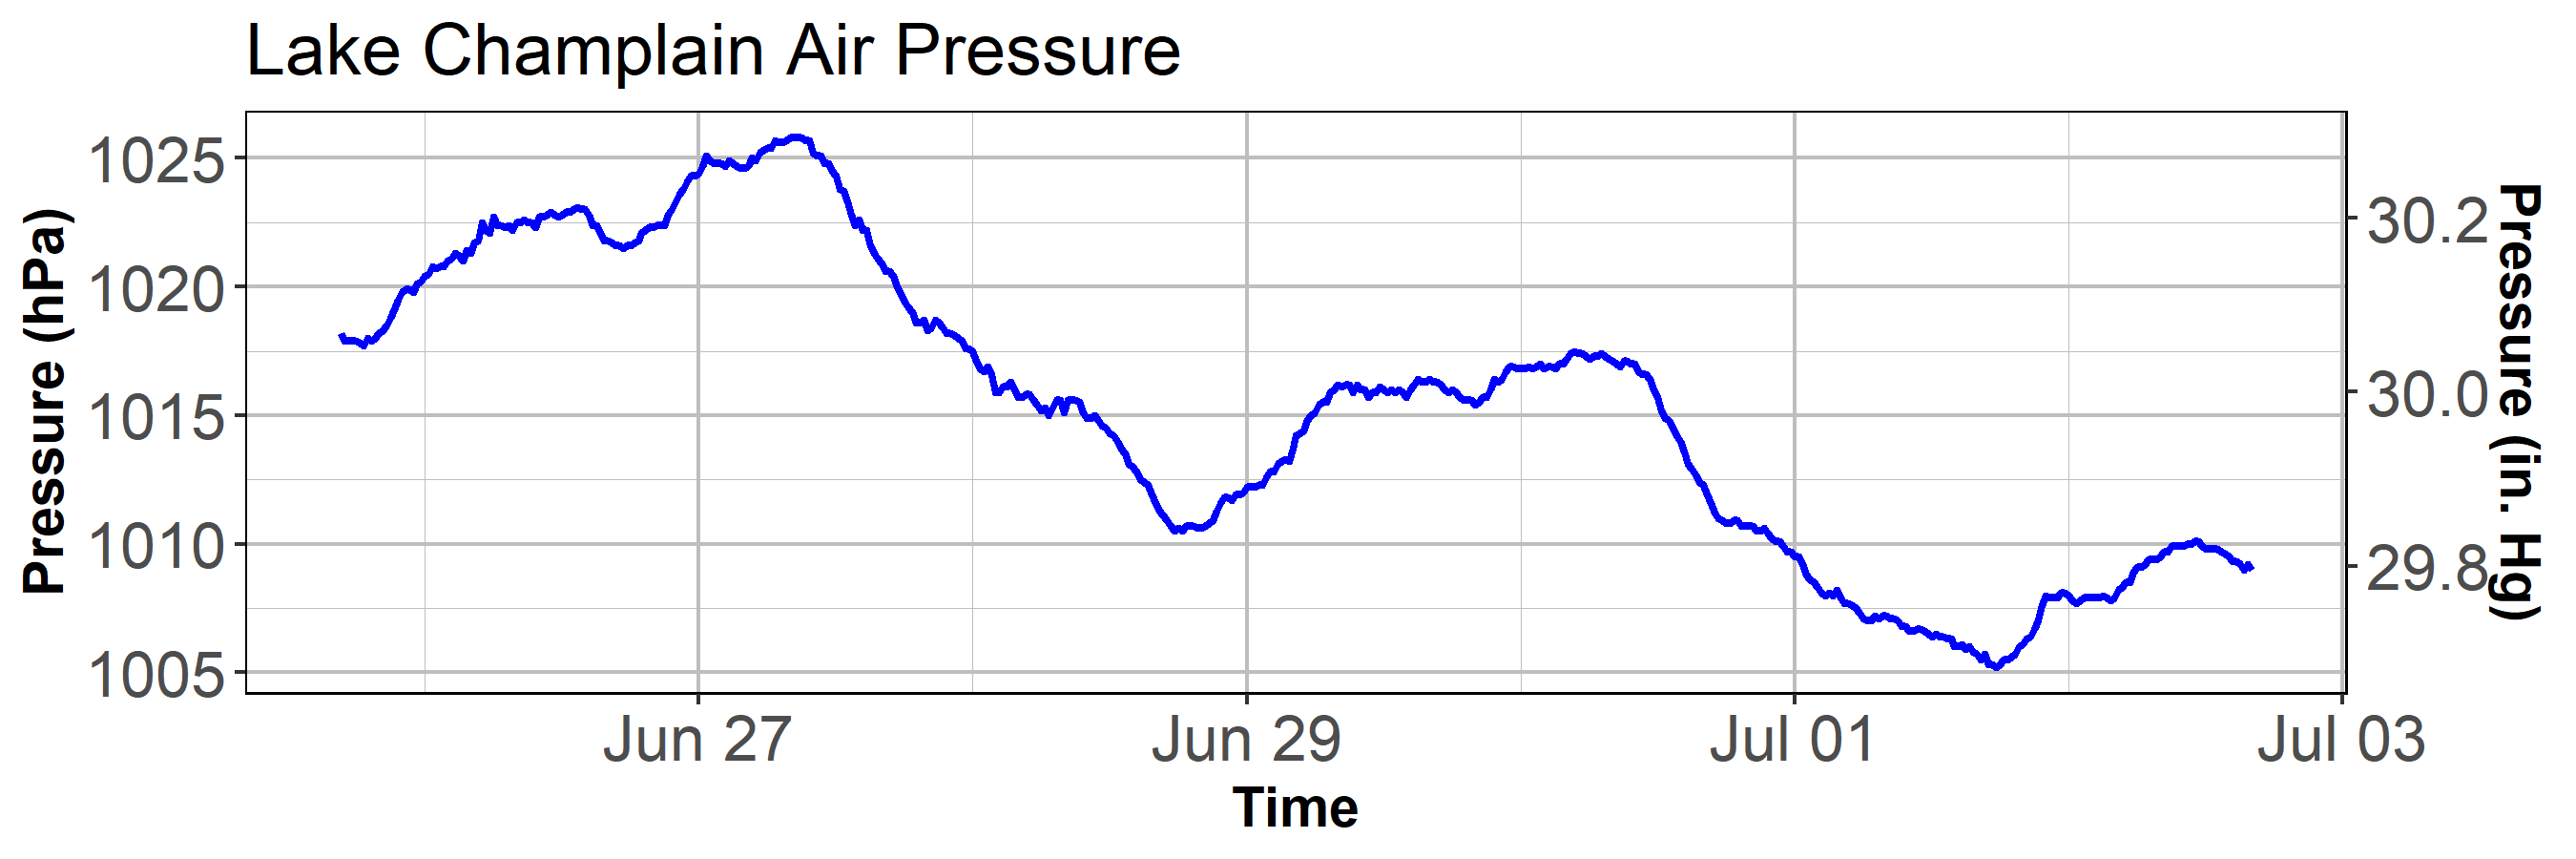 Lake Champlain Air Pressure
Pressure (hPa)
1025
1020
1015
1010
1005
30.2
30.0
29.8
Pressure (in. Hg)
Jun 27
Jun 29
Jul 01
Jul 03
Time